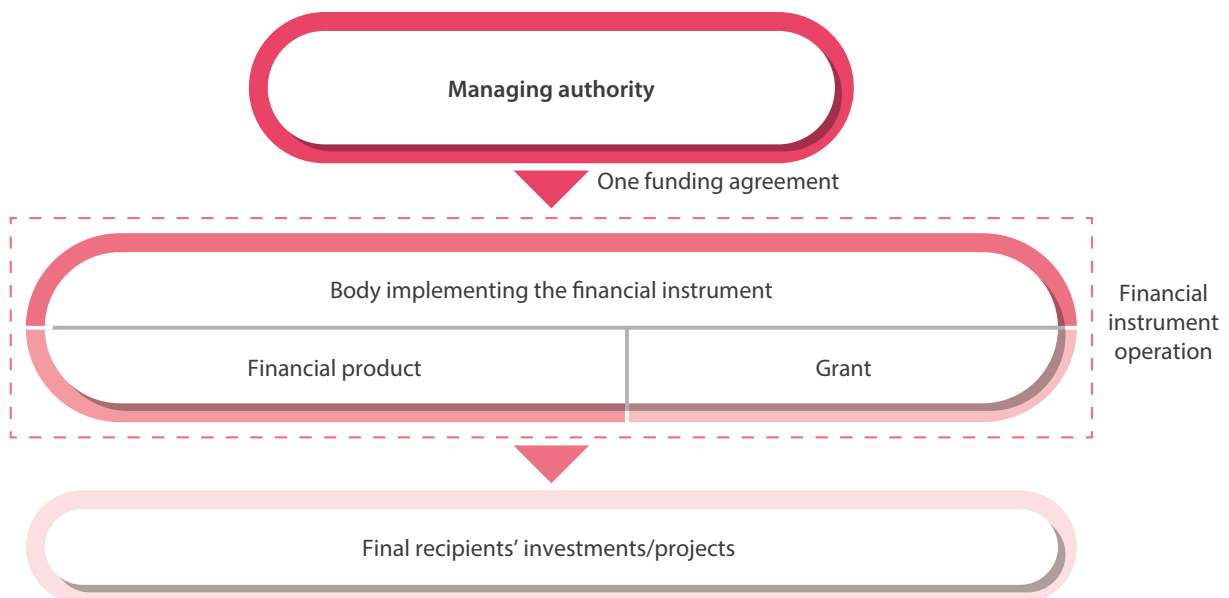 Managing authority
One funding agreement
Body implementing the financial instrument
Financial product
Grant
Financial
instrument
operation
Final recipients’ investments/projects